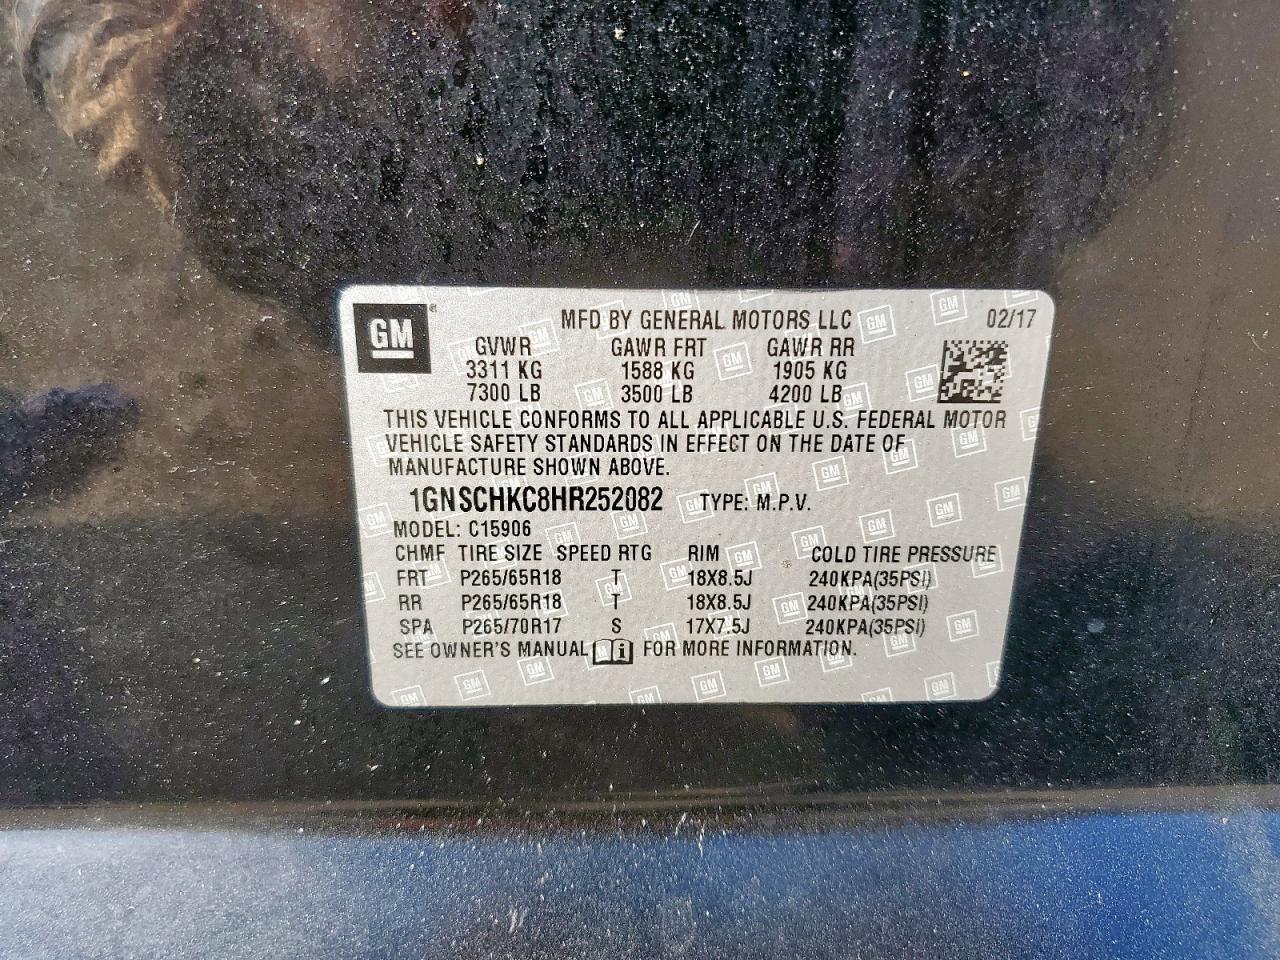 GM
MFD BY GENERAL MOTORS LLC 02/17
GVWR GAWR FRT GAWR RR
3311 KG 1588 KG 1905 KG
7300 LB 3500 LB 4200 LB
THIS VEHICLE CONFORMS TO ALL APPLICABLE U.S. FEDERAL MOTOR
VEHICLE SAFETY STANDARDS IN EFFECT ON THE DATE OF
MANUFACTURE SHOWN ABOVE.
1GNSCHKC8HR252082 TYPE: M.P.V.
MODEL: C15906
CHMF TIRE SIZE SPEED RTG RIM COLD TIRE PRESSURE
FRT P265/65R18 T 18X8.5J 240KPA(35PSI)
RR P265/65R18 T 18X8.5J 240KPA(35PSI)
SPA P265/70R17 S 17X7.5J 240KPA(35PSI)
SEE OWNER'S MANUAL FOR MORE INFORMATION.